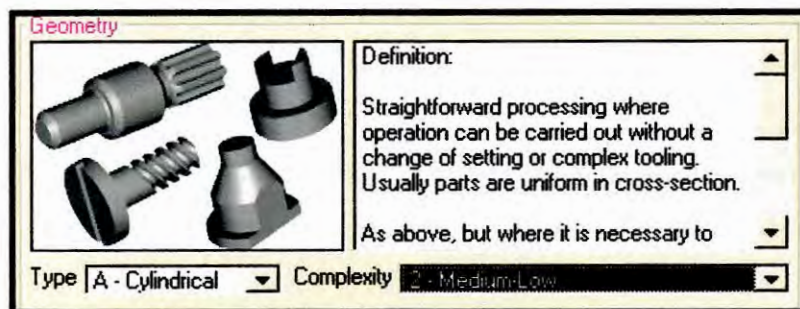 Geometry
Definition:
Straightforward processing where
operation can be carried out without a
change of setting or complex tooling.
Usually parts are uniform in cross-section.
As above, but where it is necessary to
Type A - Cylindrical Complexity 2 - Medium-Low